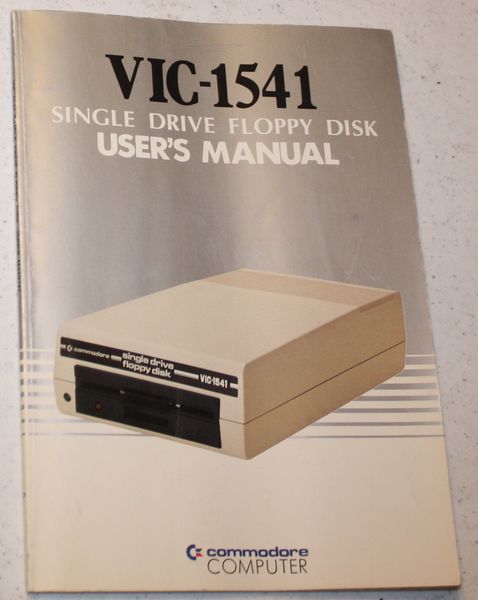 VIC-1541
SINGLE DRIVE FLOPPY DISK
USER'S MANUAL
commodore
single drive
floppy disk
VIC-1541
commodore
COMPUTER